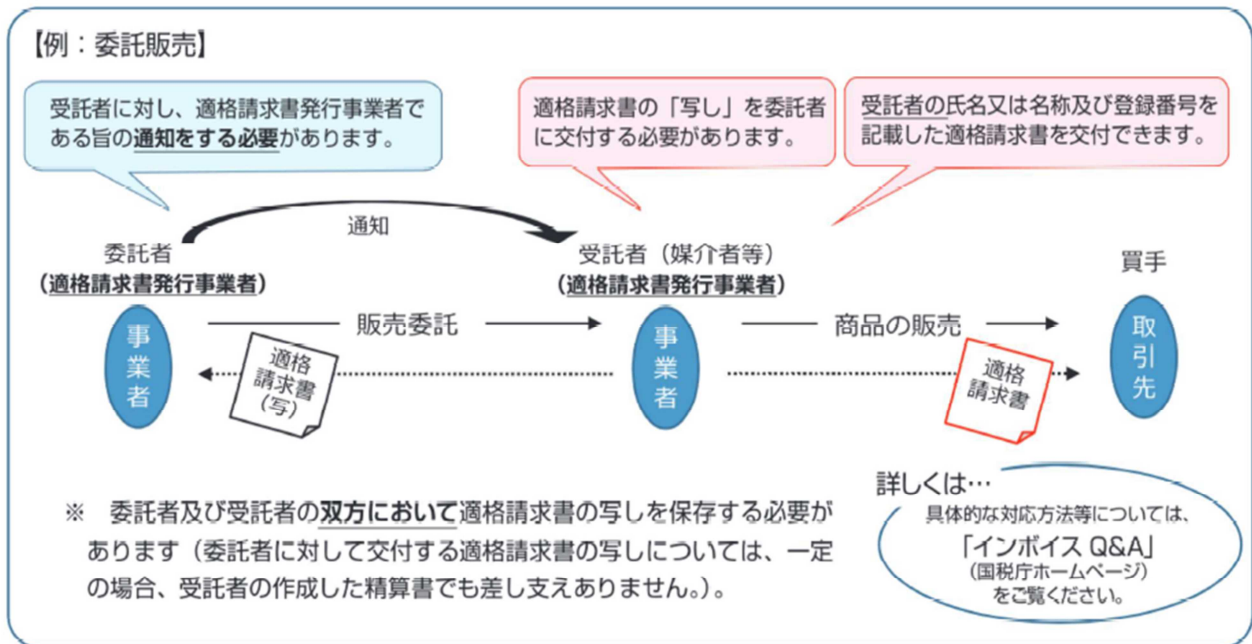 【例：委託販売】
受託者に対し、適格請求書発行事業者で
ある旨の通知をする必要があります。
適格請求書の「写し」を委託者
に交付する必要があります。
受託者の氏名又は名称及び登録番号を
記載した適格請求書を交付できます。
通知
委託者
（適格請求書発行事業者）
受託者（媒介者等）
（適格請求書発行事業者）
買手
事業者
販売委託
適格
請求書
（写）
事業者
商品の販売
適格
請求書
取引先
※　委託者及び受託者の双方において適格請求書の写しを保存する必要が
あります（委託者に対して交付する適格請求書の写しについては、一定
の場合、受託者の作成した精算書でも差し支えありません。）。
詳しくは…
具体的な対応方法等については、
「インボイス Q&A」
（国税庁ホームページ）
をご覧ください。